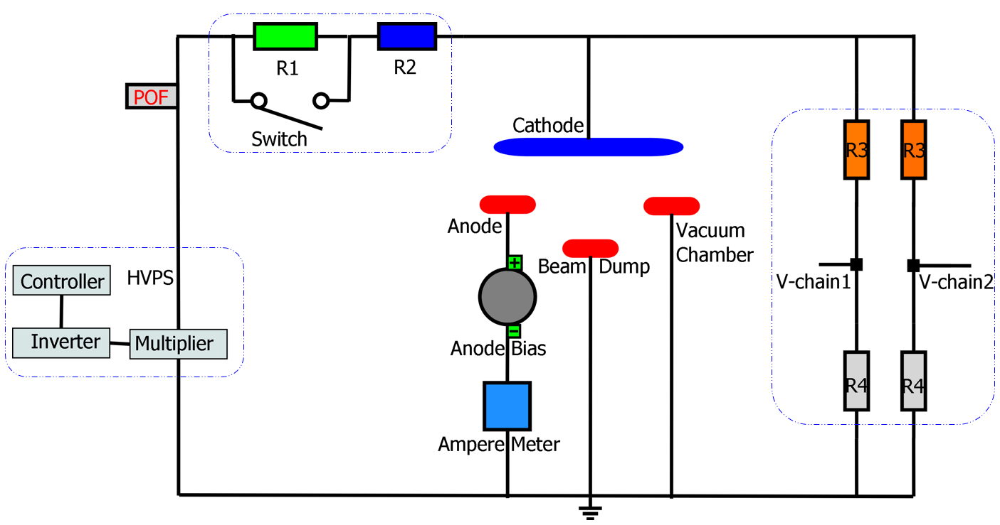 R1
R2
POF
Switch
Cathode
R3
R3
Anode
Vacuum
Chamber
Beam Dump
+
HVPS
Controller
V-chain1
V-chain2
Inverter
Multiplier
−
Anode Bias
R4
R4
Ampere Meter